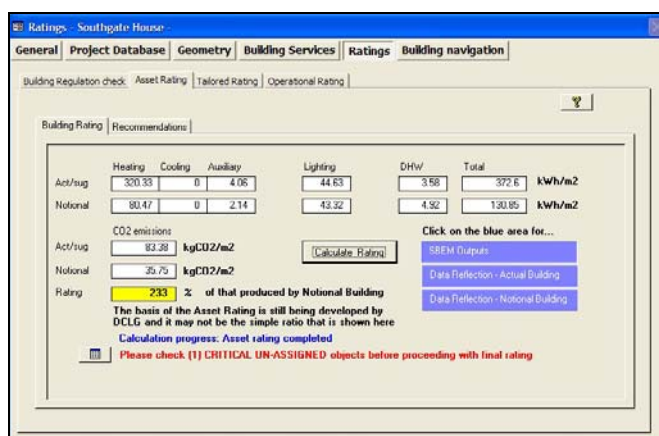 Ratings - Southgate House -
General Project Database Geometry Building Services Ratings Building navigation
Building Regulation check Asset Rating Tailored Rating Operational Rating
?
Building Rating Recommendations
Heating Cooling Auxiliary Lighting DHW Total
Act/sug 320.33 0 4.06 44.63 3.58 372.6 kWh/m2
Notional 80.47 0 2.14 43.32 4.92 130.85 kWh/m2
CO2 emissions Click on the blue area for...
Act/sug 83.38 kgCO2/m2 Calculate Rating SBEM Outputs
Notional 35.75 kgCO2/m2 Data Reflection - Actual Building
Rating 233 % of that produced by Notional Building Data Reflection - Notional Building
The basis of the Asset Rating is still being developed by
DCLG and it may not be the simple ratio that is shown here
Calculation progress: Asset rating completed
Please check (1) CRITICAL UN-ASSIGNED objects before proceeding with final rating